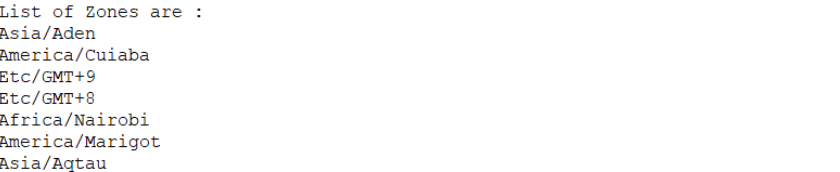 List of Zones are :
Asia/Aden
America/Cuiaba
Etc/GMT+9
Etc/GMT+8
Africa/Nairobi
America/Marigot
Asia/Aqtau